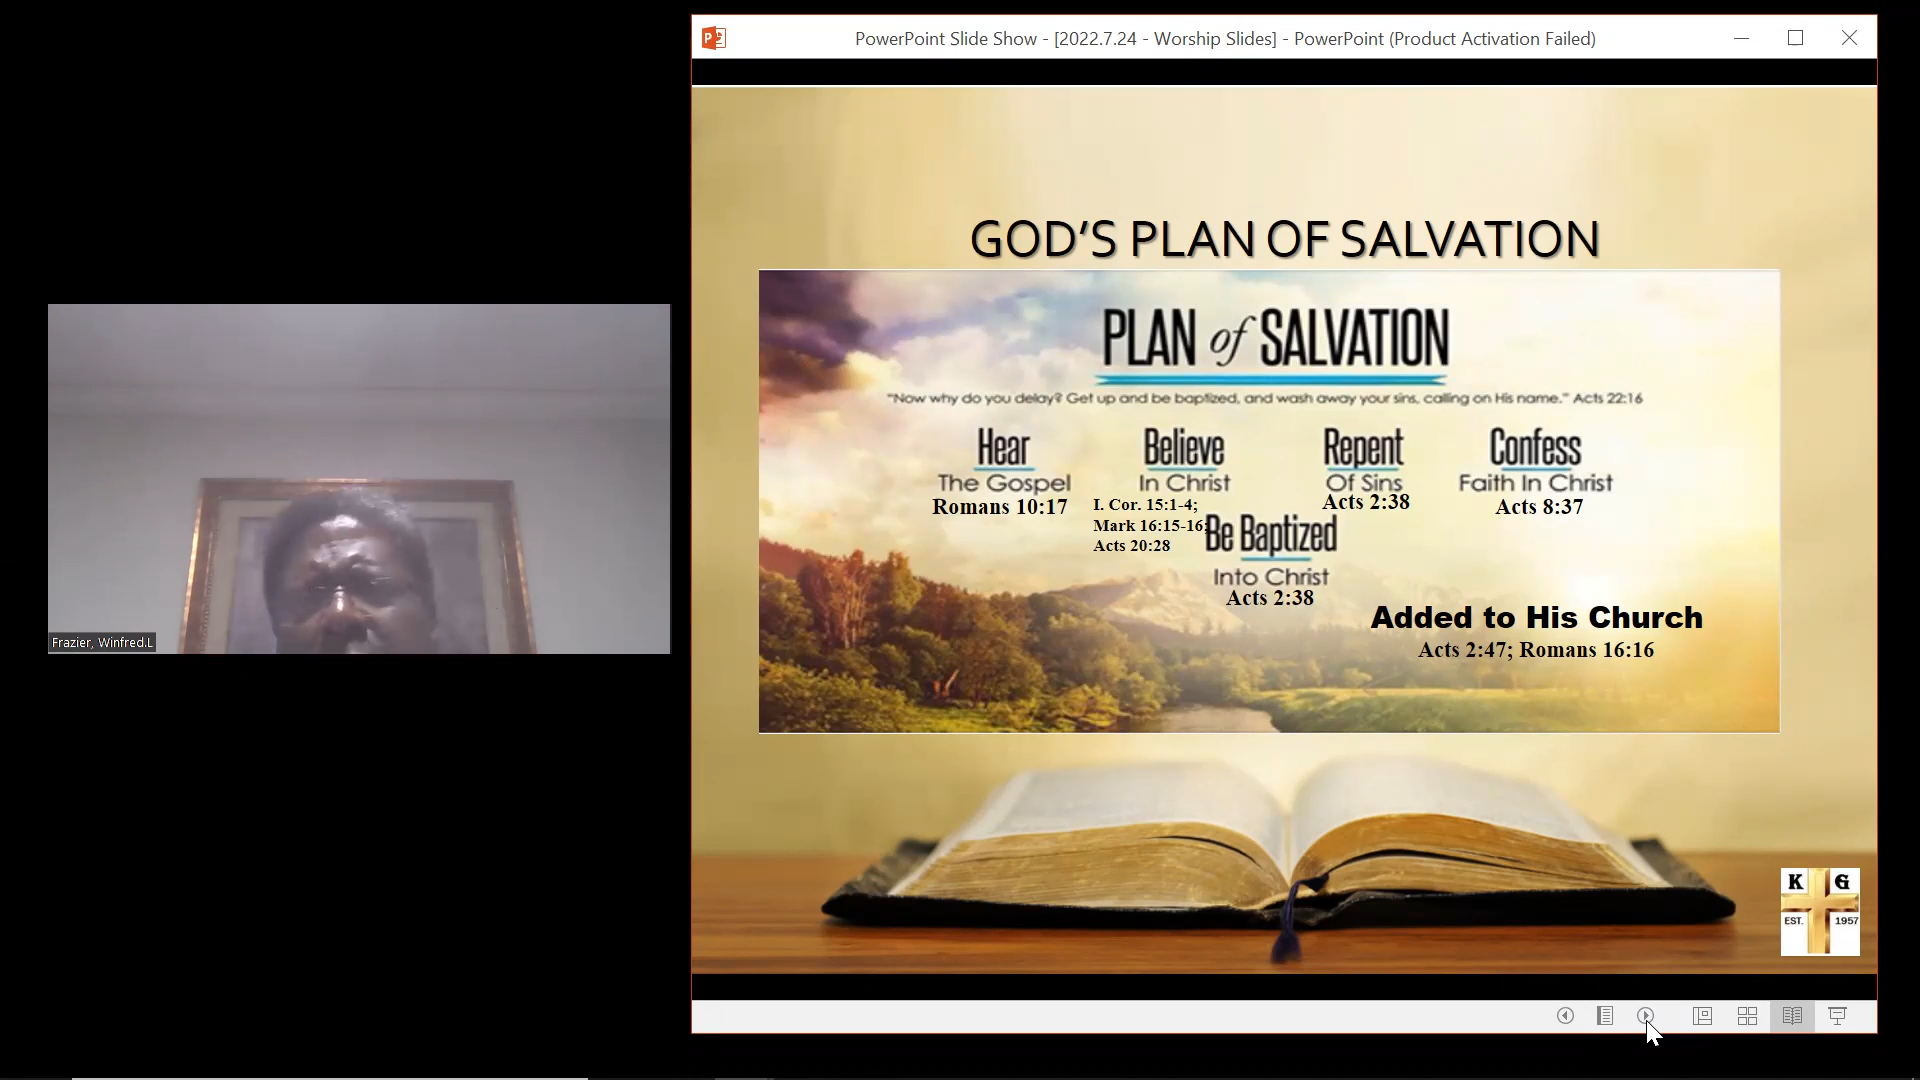 PowerPoint Slide Show - [2022.7.24 - Worship Slides] - PowerPoint (Product Activation Failed)
GOD'S PLAN OF SALVATION
PLAN of SALVATION
"Now why do you delay? Get up and be baptized, and wash away your sins, calling on His name." Acts 22:16
Hear
The Gospel
Romans 10:17
Believe
In Christ
I. Cor. 15:1-4;
Mark 16:15-16;
Acts 20:28
Repent
Of Sins
Acts 2:38
Confess
Faith In Christ
Acts 8:37
Be Baptized
Into Christ
Acts 2:38
Added to His Church
Acts 2:47; Romans 16:16
K G
EST. 1957
Frazier, Winfred.L